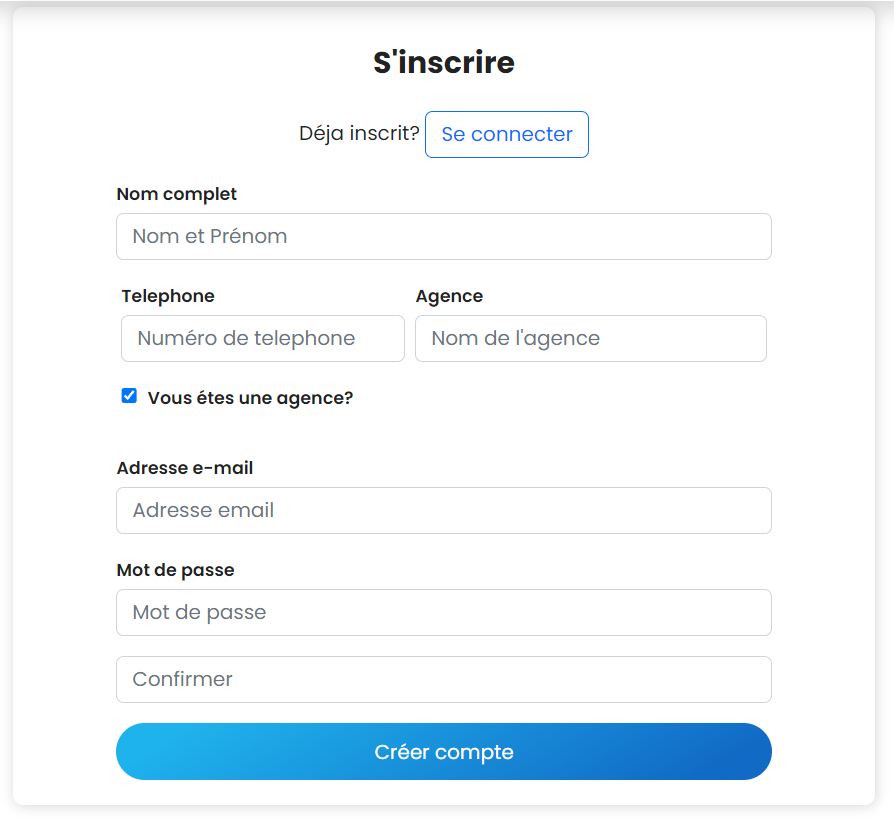 S'inscrire
Déja inscrit? Se connecter
Nom complet
Nom et Prénom
Telephone Agence
Numéro de telephone Nom de l'agence
Vous étes une agence?
Adresse e-mail
Adresse email
Mot de passe
Mot de passe
Confirmer
Créer compte